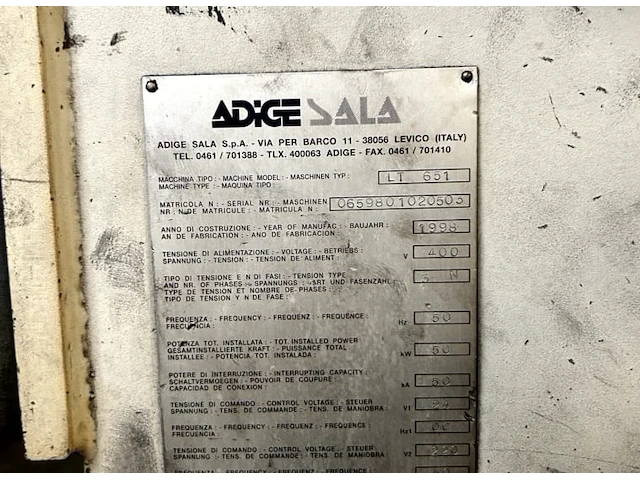 ADIGE SALA
ADIGE SALA S.p.A. - VIA PER BARCO 11 - 38056 LEVICO (ITALY)
TEL. 0461 / 701388 - TLX. 400063 ADIGE - FAX. 0461 / 701410
MACCHINA TIPO: - MACHINE MODEL: - MASCHINEN TYP: LT 651
MACHINE TYPE: - MAQUINA TIPO:
MATRICOLA N: - SERIAL NR: - MASCHINEN 0659801020503
NR: N: DE MATRICULE: - MATRICULA N:
ANNO DI COSTRUZIONE: - YEAR OF MANUFAC: - BAUJAHR: 1998
AN DE FABRICATION: - ANO DE FABRICACION:
TENSIONE DI ALIMENTAZIONE: - VOLTAGE: - BETRIEBS: V 400
SPANNUNG: - TENSION: - TENSION DE ALIMENT:
TIPO DI TENSIONE E N DI FASI: - TENSION TYPE N
AND NR. OF PHASES: - SPANNUNGS: - ART UND FASENZAHL:
TYPE DE TENSION ET NOMBRE DE-PHASES:
TIPO DE TENSION Y N DE FASE:
FREQUENZA: - FREQUENCY: - FREQUENZ: - FREQUENCE: Hz 50
FRECUENCIA:
POTENZA TOT. INSTALLATA: - TOT. INSTALLED POWER
GESAMTINSTALLIERTE KRAFT: - PUISSANCE TOTAL kW 50
INSTALLEE: - POTENCIA TOT. INSTALADA:
POTERE DI INTERRUZIONE: - INTERRUPTING CAPACITY:
SCHALTVERMOEGEN: - POUVOIR DE COUPURE: kA 50
CAPACIDAD DE CONEXION:
TENSIONE DI COMANDO: - CONTROL VOLTAGE: - STEUER V1 24
SPANNUNG: - TENS. DE COMMANDE: - TENS. DE MANIOBRA
FREQUENZA: - FREQUENCY: - FREQUENZ: - FREQUENCE: Hz1
FRECUENCIA:
TENSIONE DI COMANDO: - CONTROL VOLTAGE: - STEUER V2 220
SPANNUNG: - TENS. DE COMMANDE: - TENS. DE MANIOBRA